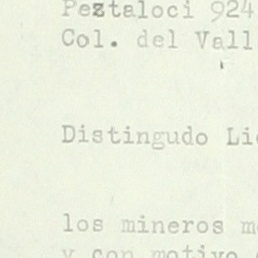 Peztaloci 924
Col. del Vall
Distingudo Li
los mineros m
y con motivo